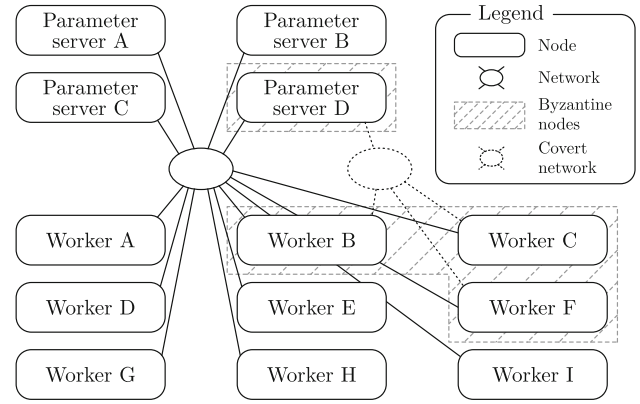 Parameter
server A
Parameter
server B
Parameter
server C
Parameter
server D
Legend
Node
Network
Byzantine
nodes
Covert
network
Worker A
Worker B
Worker C
Worker D
Worker E
Worker F
Worker G
Worker H
Worker I